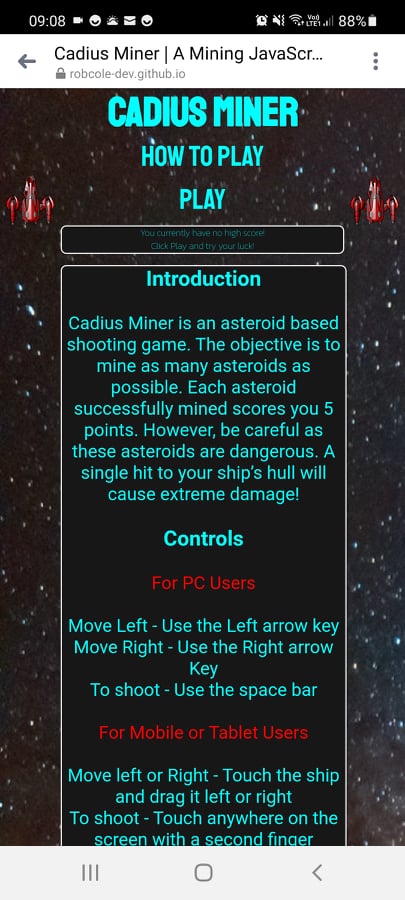 09:08
88%
Cadius Miner | A Mining JavaScr...
robcole-dev.github.io
CADIUS MINER
HOW TO PLAY
PLAY
You currently have no high score!
Click Play and try your luck!
Introduction
Cadius Miner is an asteroid based
shooting game. The objective is to
mine as many asteroids as
possible. Each asteroid
successfully mined scores you 5
points. However, be careful as
these asteroids are dangerous. A
single hit to your ship's hull will
cause extreme damage!
Controls
For PC Users
Move Left - Use the Left arrow key
Move Right - Use the Right arrow
Key
To shoot - Use the space bar
For Mobile or Tablet Users
Move left or Right - Touch the ship
and drag it left or right
To shoot - Touch anywhere on the
screen with a second finger